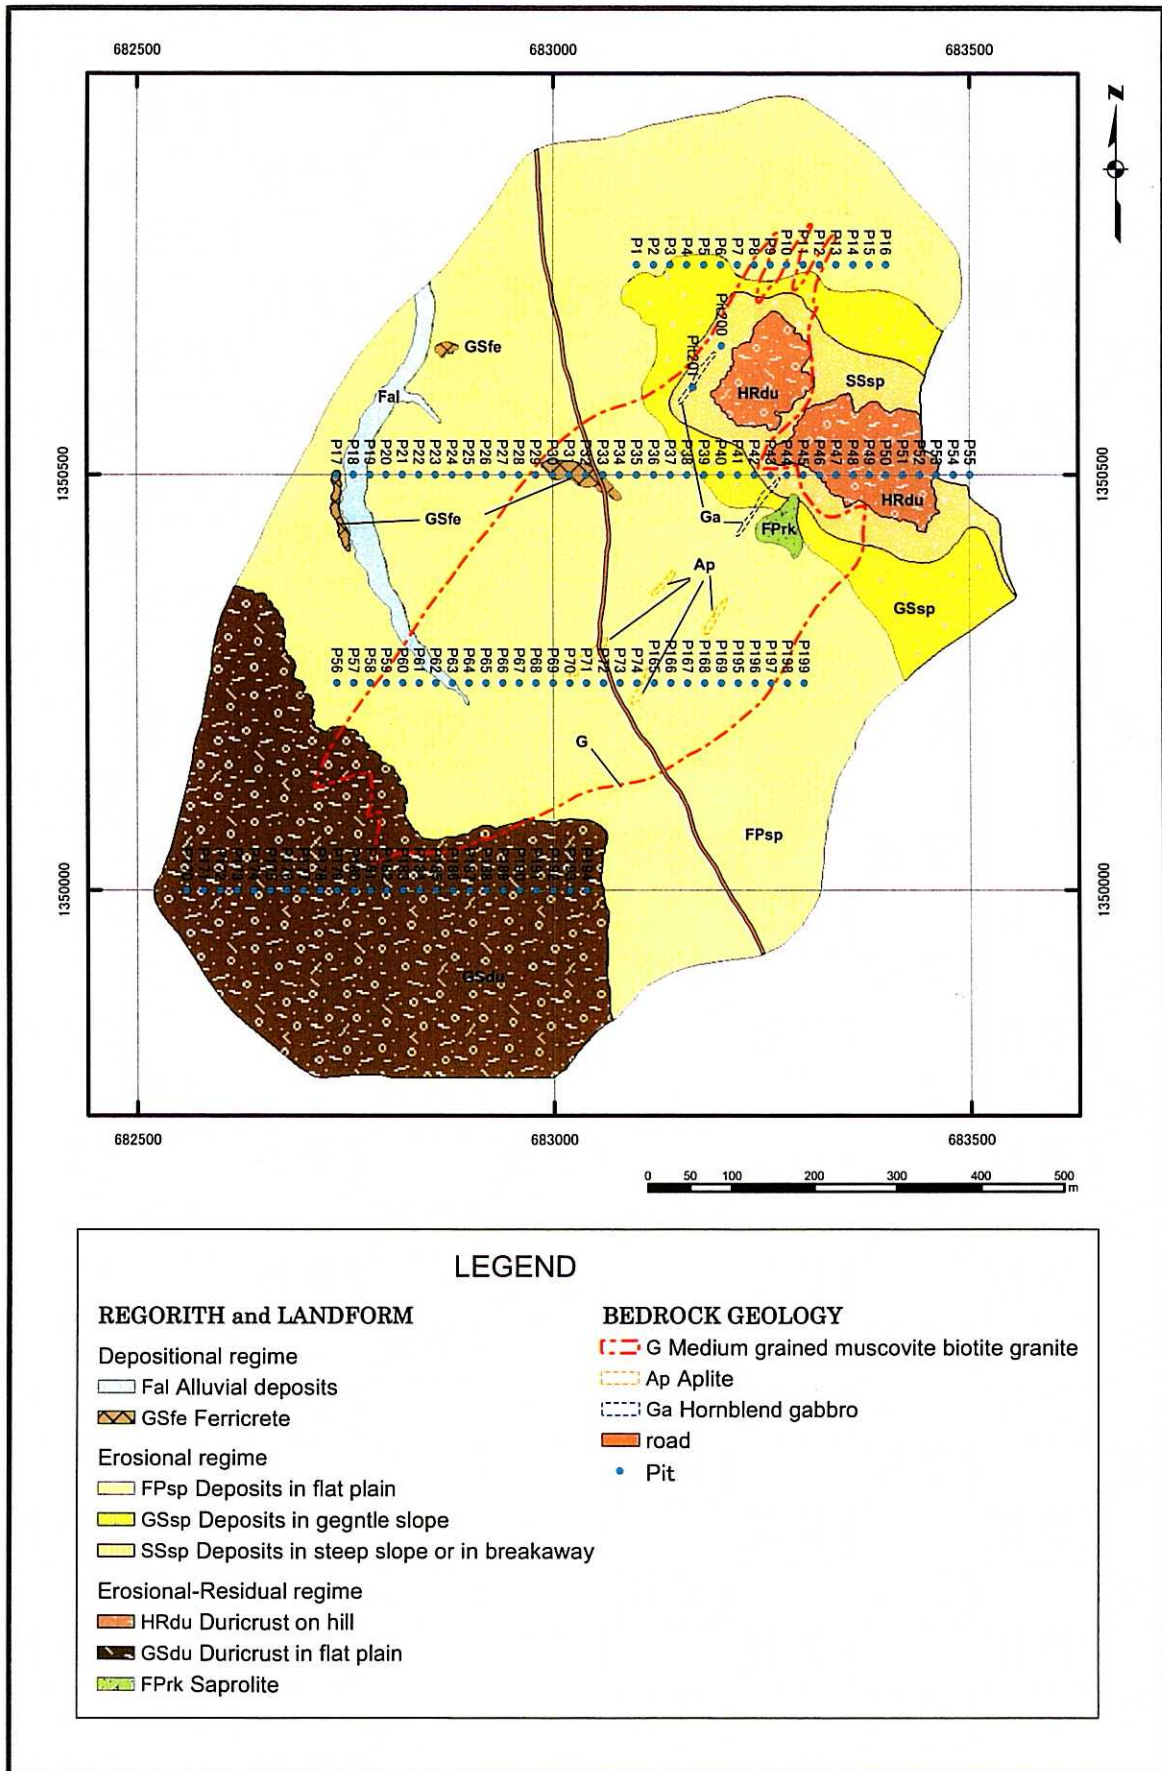 682500 683000 683500
N
P1 P2 P3 P4 P5 P6 P7 P8 P9 P10 P11 P12 P13 P14 P15 P16
Pit200
GSfe
Pit201
SSsp
HRdu
Fal
P17 P18 P19 P20 P21 P22 P23 P24 P25 P26 P27 P28 P29 P30 P31 P32 P33 P34 P35 P36 P37 P38 P39 P40 P41 P42 P43 P44 P45 P46 P47 P48 P49 P50 P51 P52 P54 P55
1350500 1350500
HRdu
GSfe
Ga
FPrk
Ap
GSsp
P56 P57 P58 P59 P60 P61 P62 P63 P64 P65 P66 P67 P68 P69 P70 P71 P72 P73 P74 P165 P166 P167 P168 P169 P195 P196 P197 P198 P199
G
FPsp
1350000 1350000
GSdu
682500 683000 683500
0 50 100 200 300 400 500
m
LEGEND
REGORITH and LANDFORM
Depositional regime
Fal Alluvial deposits
GSfe Ferricrete
Erosional regime
FPsp Deposits in flat plain
GSsp Deposits in gegntle slope
SSsp Deposits in steep slope or in breakaway
Erosional-Residual regime
HRdu Duricrust on hill
GSdu Duricrust in flat plain
FPrk Saprolite
BEDROCK GEOLOGY
G Medium grained muscovite biotite granite
Ap Aplite
Ga Hornblend gabbro
road
Pit